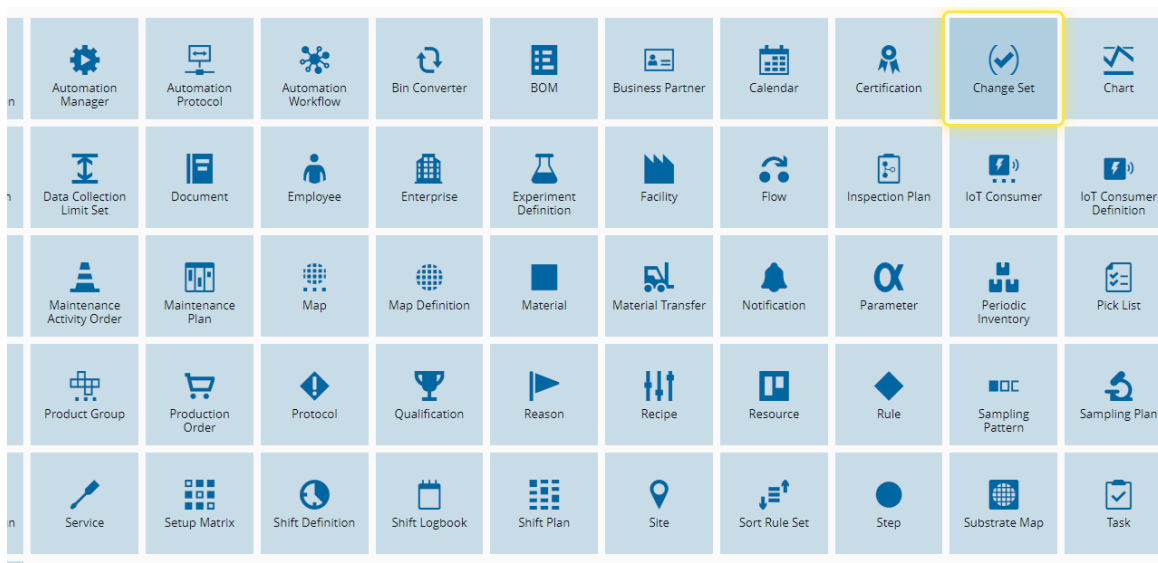 Automation
Manager
Automation
Protocol
Automation
Workflow
Bin Converter
BOM
Business Partner
Calendar
Certification
Change Set
Chart
Data Collection
Limit Set
Document
Employee
Enterprise
Experiment
Definition
Facility
Flow
Inspection Plan
IoT Consumer
IoT Consumer
Definition
Maintenance
Activity Order
Maintenance
Plan
Map
Map Definition
Material
Material Transfer
Notification
Parameter
Periodic
Inventory
Pick List
Product Group
Production
Order
Protocol
Qualification
Reason
Recipe
Resource
Rule
Sampling
Pattern
Sampling Plan
Service
Setup Matrix
Shift Definition
Shift Logbook
Shift Plan
Site
Sort Rule Set
Step
Substrate Map
Task